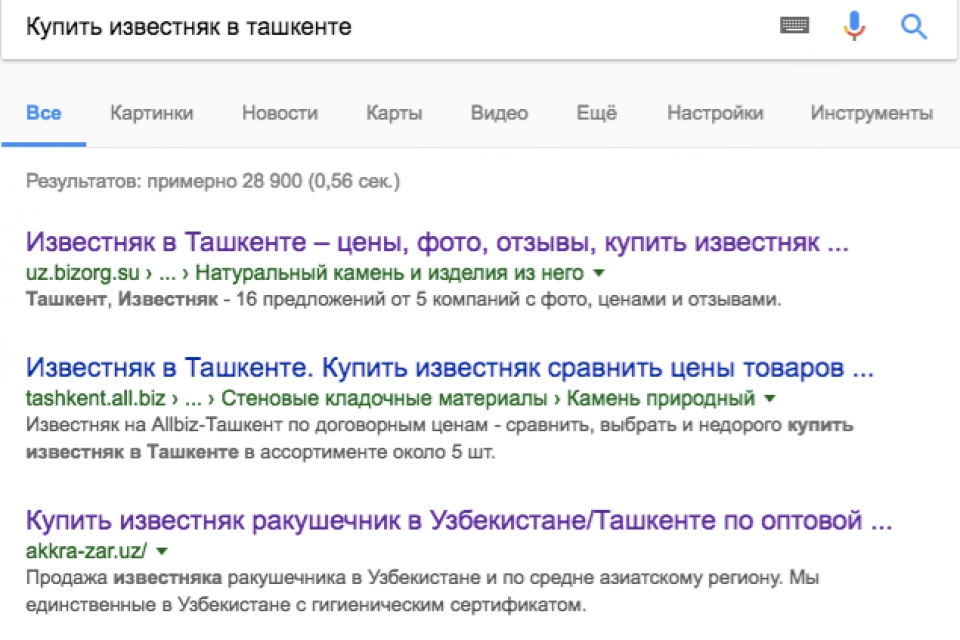 Купить известняк в ташкенте
Все Картинки Новости Карты Видео Ещё Настройки Инструменты
Результатов: примерно 28 900 (0,56 сек.)
Известняк в Ташкенте – цены, фото, отзывы, купить известняк ...
uz.bizorg.su › ... › Натуральный камень и изделия из него ▼
Ташкент, Известняк - 16 предложений от 5 компаний с фото, ценами и отзывами.
Известняк в Ташкенте. Купить известняк сравнить цены товаров ...
tashkent.all.biz › ... › Стеновые кладочные материалы › Камень природный ▼
Известняк на Allbiz-Ташкент по договорным ценам - сравнить, выбрать и недорого купить
известняк в Ташкенте в ассортименте около 5 шт.
Купить известняк ракушечник в Узбекистане/Ташкенте по оптовой ...
akkra-zar.uz/ ▼
Продажа известняка ракушечника в Узбекистане и по средне азиатскому региону. Мы
единственные в Узбекистане с гигиеническим сертификатом.